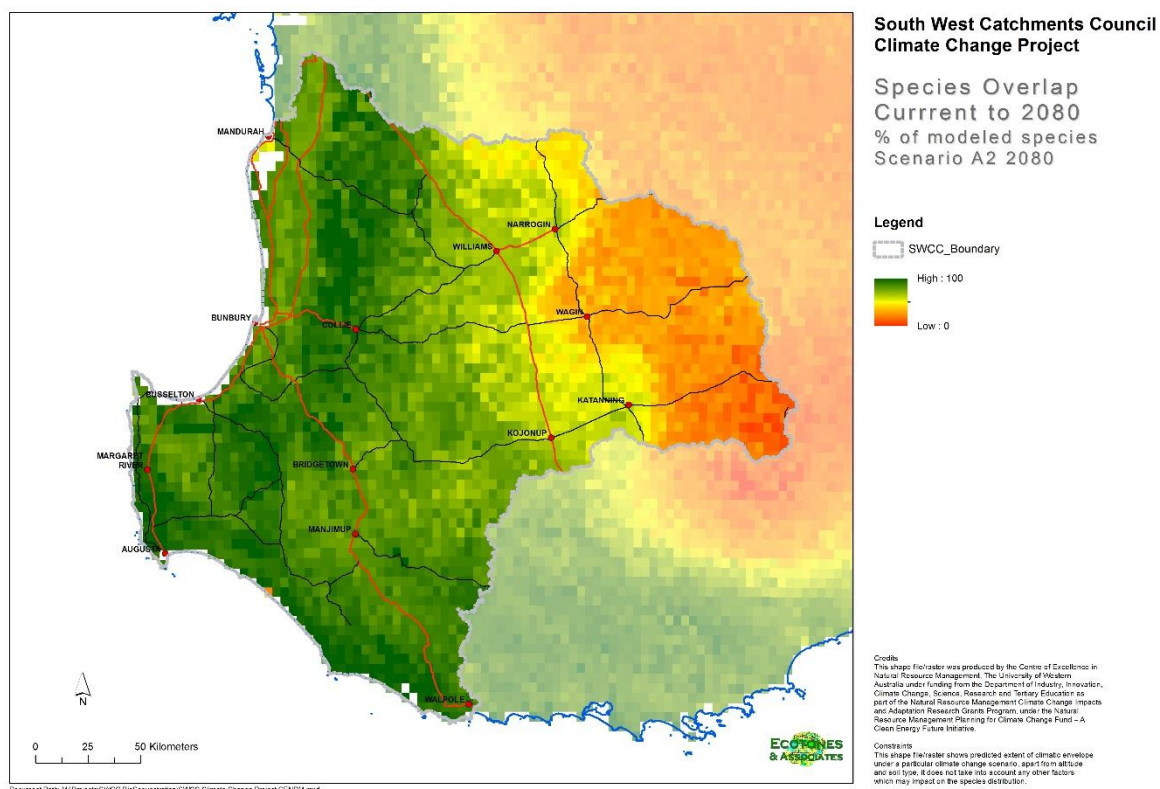 South West Catchments Council
Climate Change Project
Species Overlap
Currrent to 2080
% of modeled species
Scenario A2 2080
Legend
SWCC_Boundary
High : 100
Low : 0
MANDURAH
NARROGIN
WILLIAMS
BUNBURY
COLLIE
WAGIN
BUSSELTON
KATANNING
KOJONUP
MARGARET
RIVER
BRIDGETOWN
MANJIMUP
AUGUSTA
WALPOLE
N
0 25 50 Kilometers
ECOTONES
& ASSOCIATES
Credits
This shape file/raster was produced by the Centre of Excellence in
Natural Resource Management, The University of Western
Australia under funding from the Department of Industry, Innovation,
Climate Change, Science, Research and Tertiary Education as
part of the Natural Resource Management Climate Change Impacts
and Adaptation Research Grants Program, under the Natural
Resource Management Planning for Climate Change Fund – A
Clean Energy Future Initiative.
Constraints
This shape file/raster shows predicted extent of climatic envelope
under a particular climate change scenario, apart from altitude
and soil type, it does not take into account any other factors
which may impact on the species distribution.